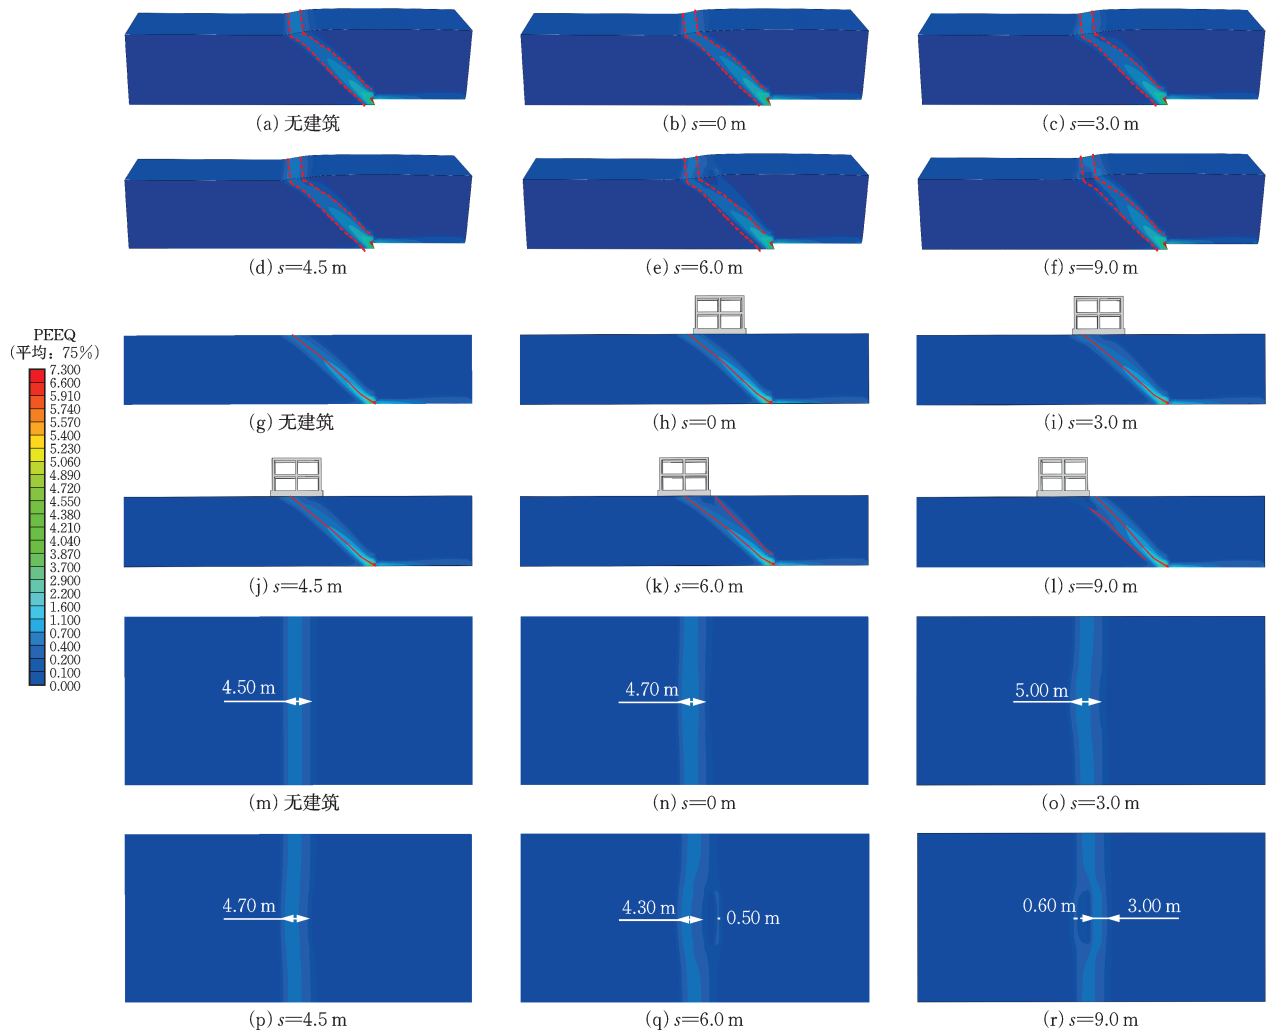 (a) 无建筑
(b) s=0 m
(c) s=3.0 m
(d) s=4.5 m
(e) s=6.0 m
(f) s=9.0 m
PEEQ
(平均：75%)
7.300
6.600
5.910
5.740
5.570
5.400
5.230
5.060
4.890
4.720
4.550
4.380
4.210
4.040
3.870
3.700
2.900
2.200
1.600
1.100
0.700
0.400
0.200
0.100
0.000
(g) 无建筑
(h) s=0 m
(i) s=3.0 m
(j) s=4.5 m
(k) s=6.0 m
(l) s=9.0 m
4.50 m
4.70 m
5.00 m
(m) 无建筑
(n) s=0 m
(o) s=3.0 m
4.70 m
4.30 m
0.50 m
0.60 m
3.00 m
(p) s=4.5 m
(q) s=6.0 m
(r) s=9.0 m